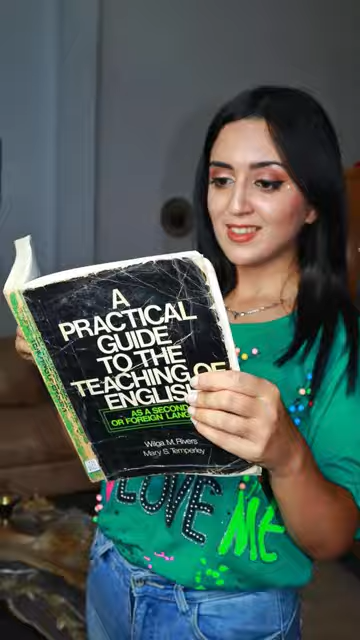 A
PRACTICAL
GUIDE
TO THE
TEACHING OF
ENGLISH
AS A SECOND
OR FOREIGN LANG
Wilga M. Rivers
Mary S. Temperley
LOVE Me